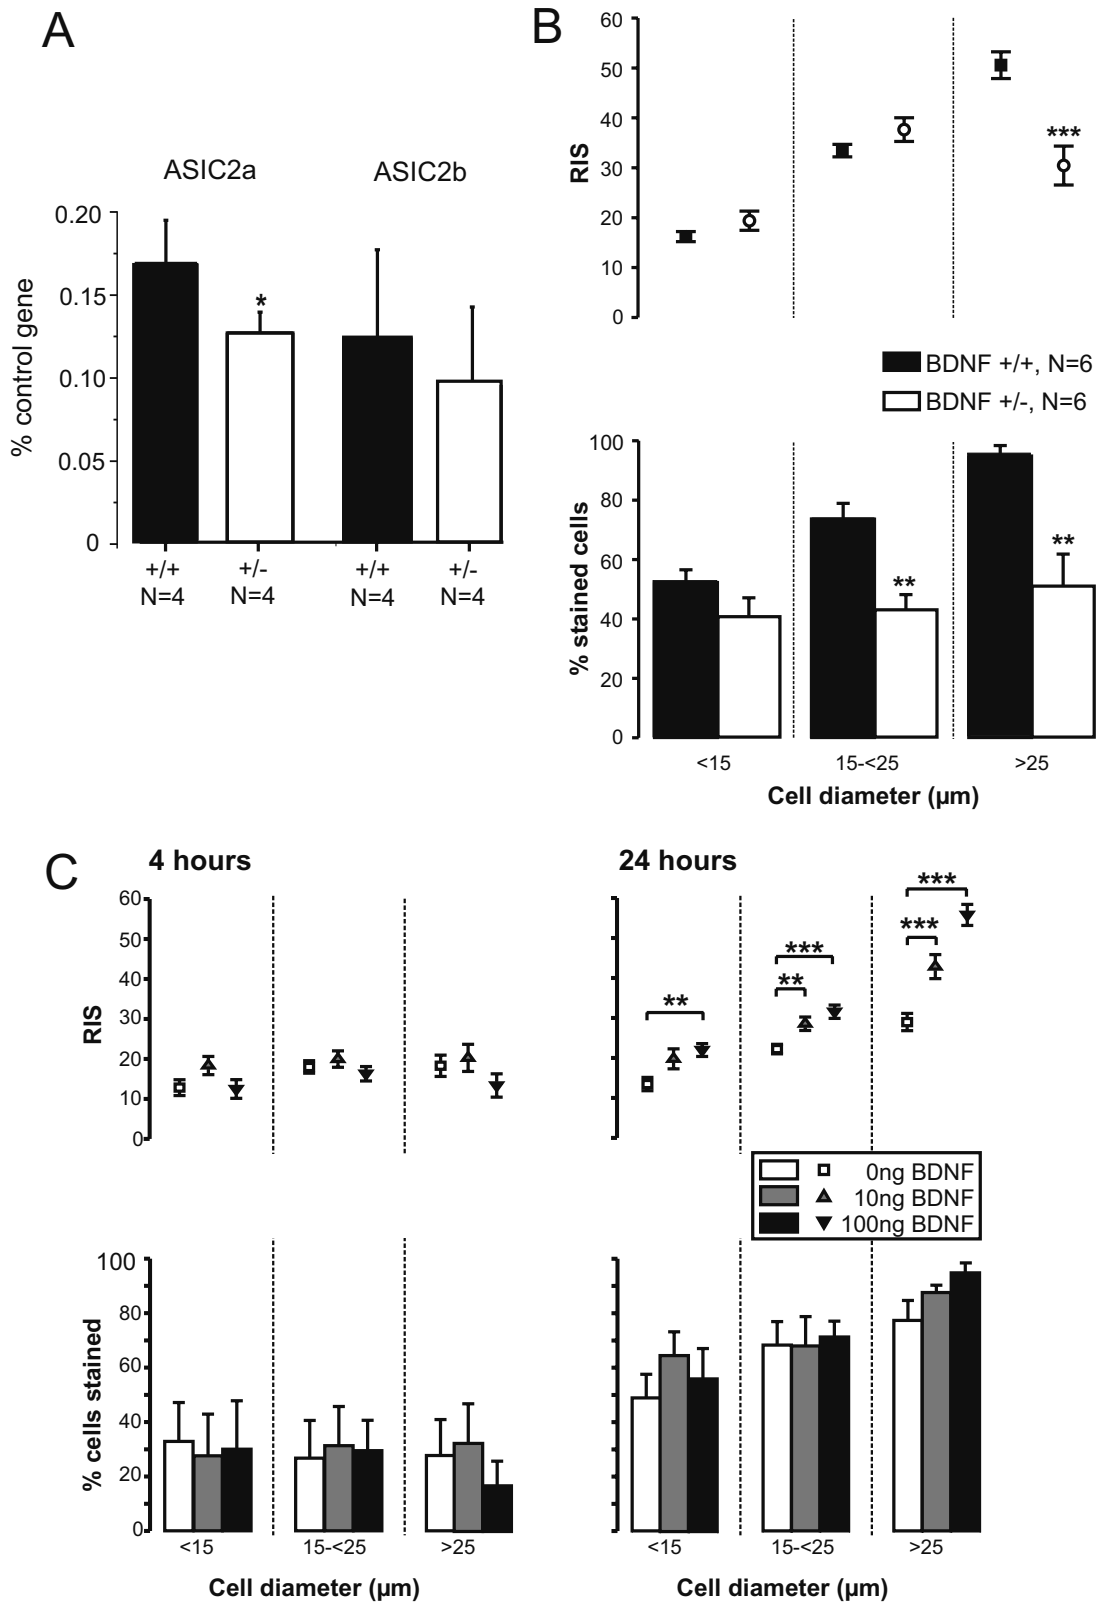 A
ASIC2a
ASIC2b
% control gene
0.20
0.15
0.10
0.05
0
*
+/+
N=4
+/-
N=4
+/+
N=4
+/-
N=4
B
RIS
60
50
40
30
20
10
0
***
BDNF +/+, N=6
BDNF +/-, N=6
% stained cells
100
80
60
40
20
0
**
**
<15
15-<25
>25
Cell diameter (µm)
C
4 hours
RIS
60
50
40
30
20
10
0
% cells stained
100
80
60
40
20
0
<15
15-<25
>25
Cell diameter (µm)
24 hours
**
***
**
***
***
0ng BDNF
10ng BDNF
100ng BDNF
<15
15-<25
>25
Cell diameter (µm)